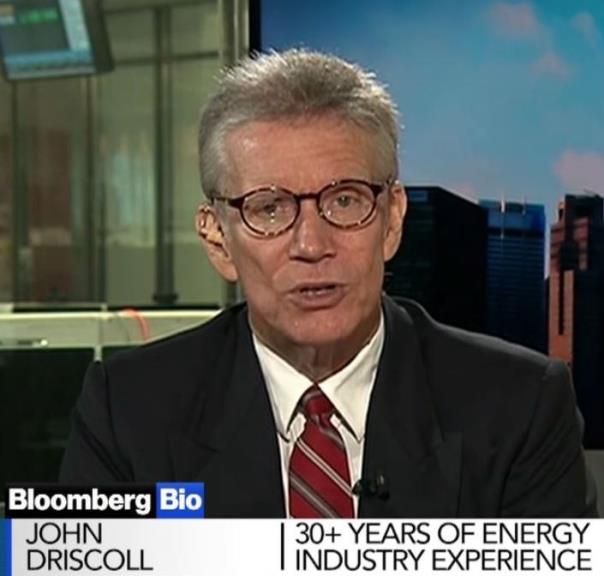 Bloomberg Bio
JOHN
DRISCOLL
30+ YEARS OF ENERGY
INDUSTRY EXPERIENCE